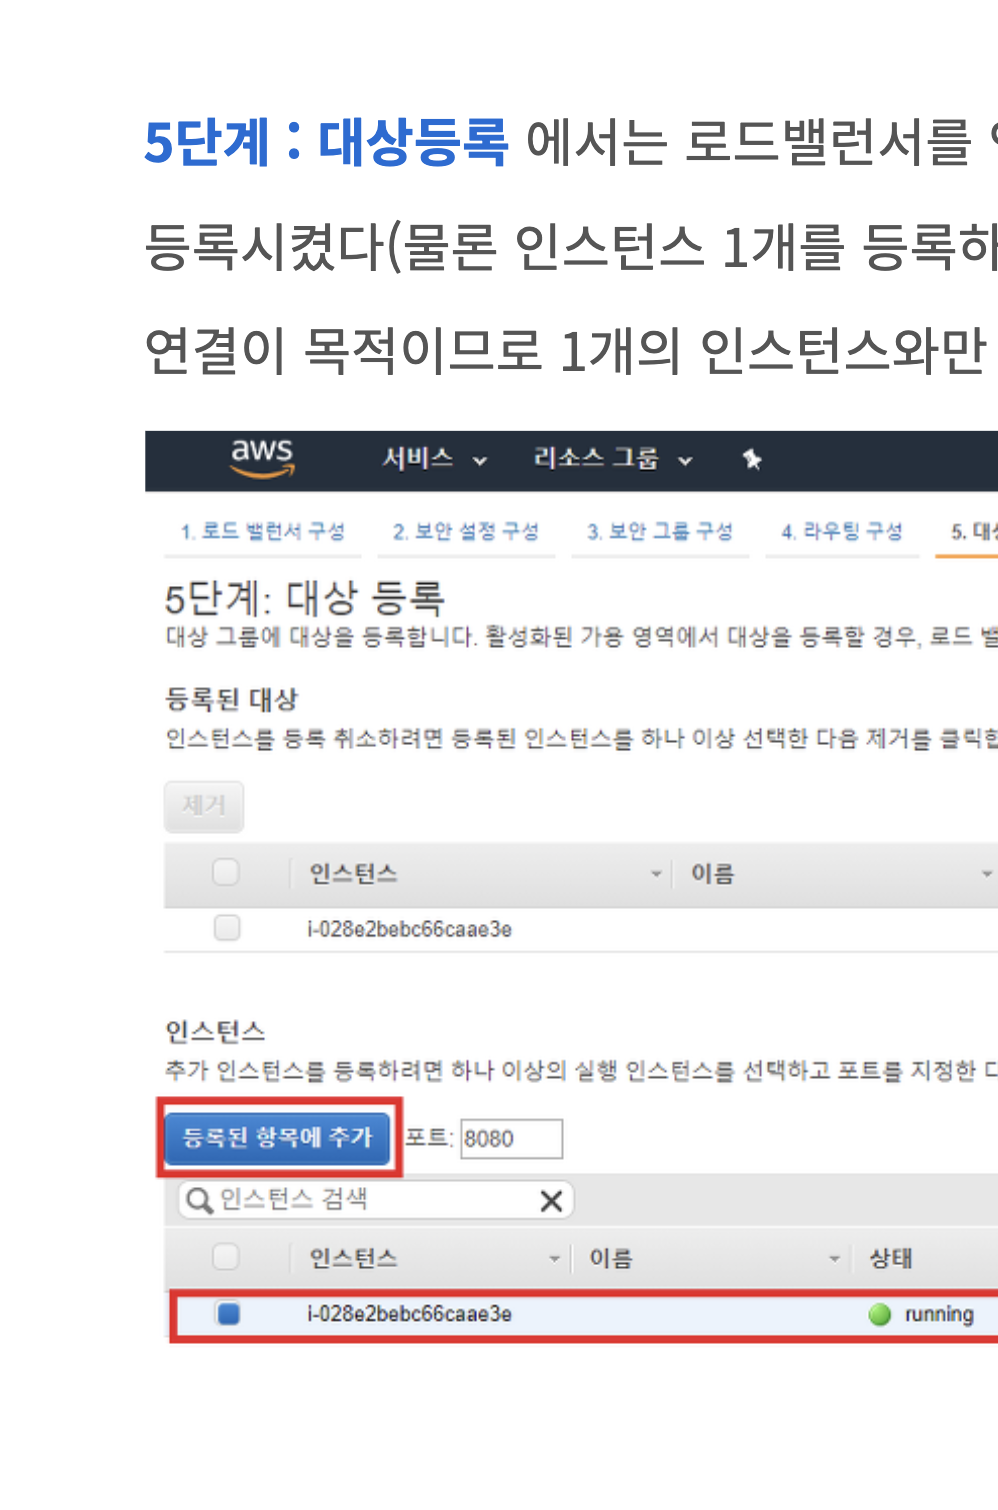 5단계 : 대상등록 에서는 로드밸런서를
등록시켰다(물론 인스턴스 1개를 등록하
연결이 목적이므로 1개의 인스턴스와만
aws 서비스 리소스 그룹
1. 로드 밸런서 구성 2. 보안 설정 구성 3. 보안 그룹 구성 4. 라우팅 구성 5. 대상
5단계: 대상 등록
대상 그룹에 대상을 등록합니다. 활성화된 가용 영역에서 대상을 등록할 경우, 로드 밸
등록된 대상
인스턴스를 등록 취소하려면 등록된 인스턴스를 하나 이상 선택한 다음 제거를 클릭합
제거
인스턴스 이름
i-028e2bebc66caae3e
인스턴스
추가 인스턴스를 등록하려면 하나 이상의 실행 인스턴스를 선택하고 포트를 지정한 다
등록된 항목에 추가 포트: 8080
인스턴스 검색
인스턴스 이름 상태
i-028e2bebc66caae3e running